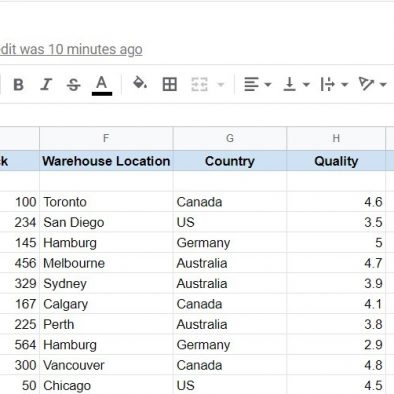 edit was 10 minutes ago
B I S A
F G H
ck Warehouse Location Country Quality
100 Toronto Canada 4.6
234 San Diego US 3.5
145 Hamburg Germany 5
456 Melbourne Australia 4.7
329 Sydney Australia 3.9
167 Calgary Canada 4.1
225 Perth Australia 3.8
564 Hamburg Germany 2.9
300 Vancouver Canada 4.8
50 Chicago US 4.5